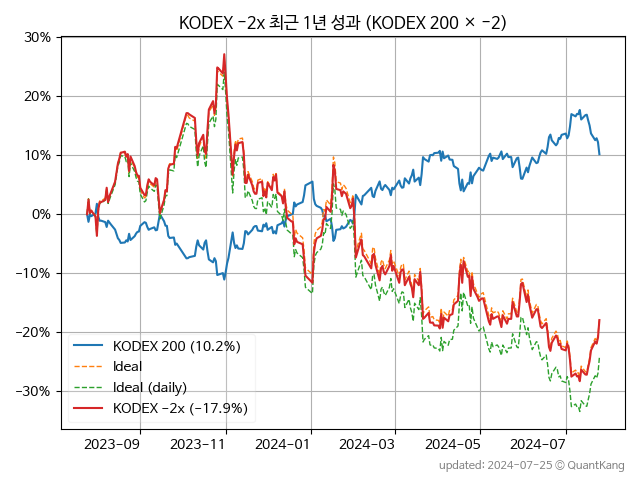 KODEX −2x 최근 1년 성과 (KODEX 200 × −2)
30%
20%
10%
0%
−10%
−20%
−30%
KODEX 200 (10.2%)
Ideal
Ideal (daily)
KODEX −2x (−17.9%)
2023−09 2023−11 2024−01 2024−03 2024−05 2024−07
updated: 2024−07−25 ⓒ QuantKang